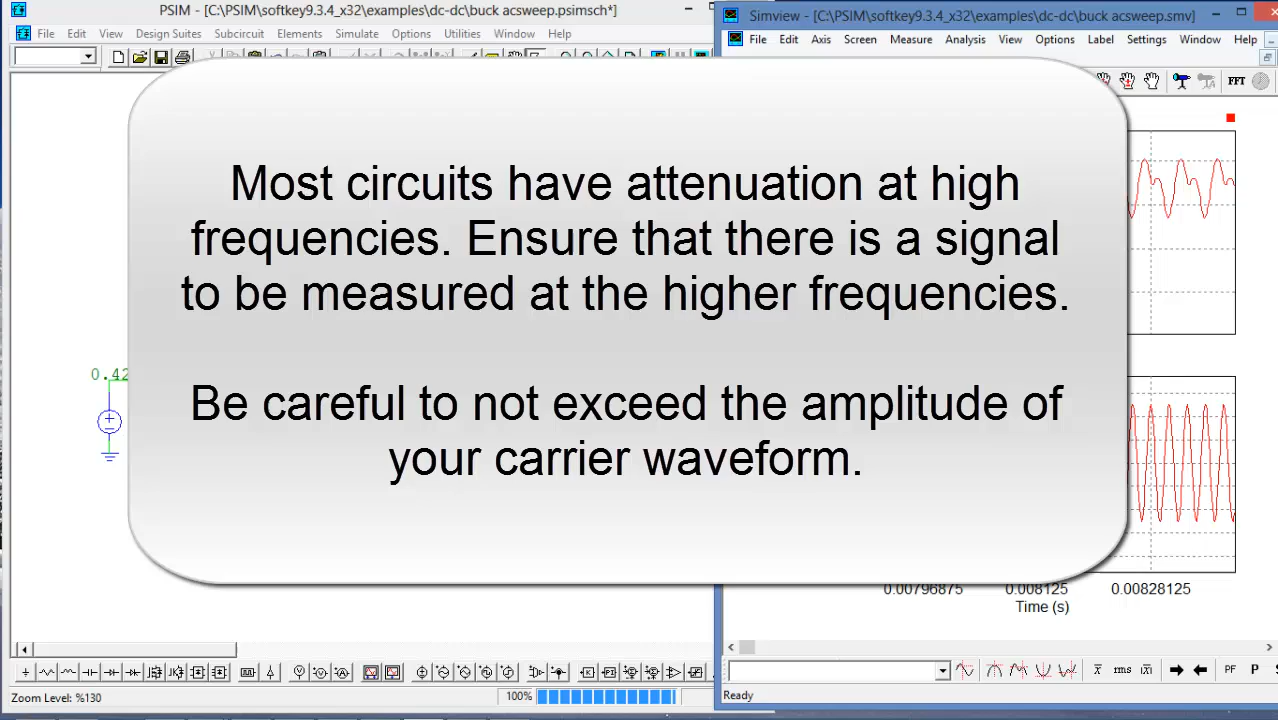 PSIM - [C:\PSIM\softkey9.3.4_x32\examples\dc-dc\buck acsweep.psimsch*]
File Edit View Design Suites Subcircuit Elements Simulate Options Utilities Window Help
Simview - [C:\PSIM\softkey9.3.4_x32\examples\dc-dc\buck acsweep.smv]
File Edit Axis Screen Measure Analysis View Options Label Settings Window Help
FFT
Most circuits have attenuation at high
frequencies. Ensure that there is a signal
to be measured at the higher frequencies.
Be careful to not exceed the amplitude of
your carrier waveform.
0.42
0.00796875 0.008125 0.00828125
Time (s)
rms PF P
Zoom Level: %130
100%
Ready